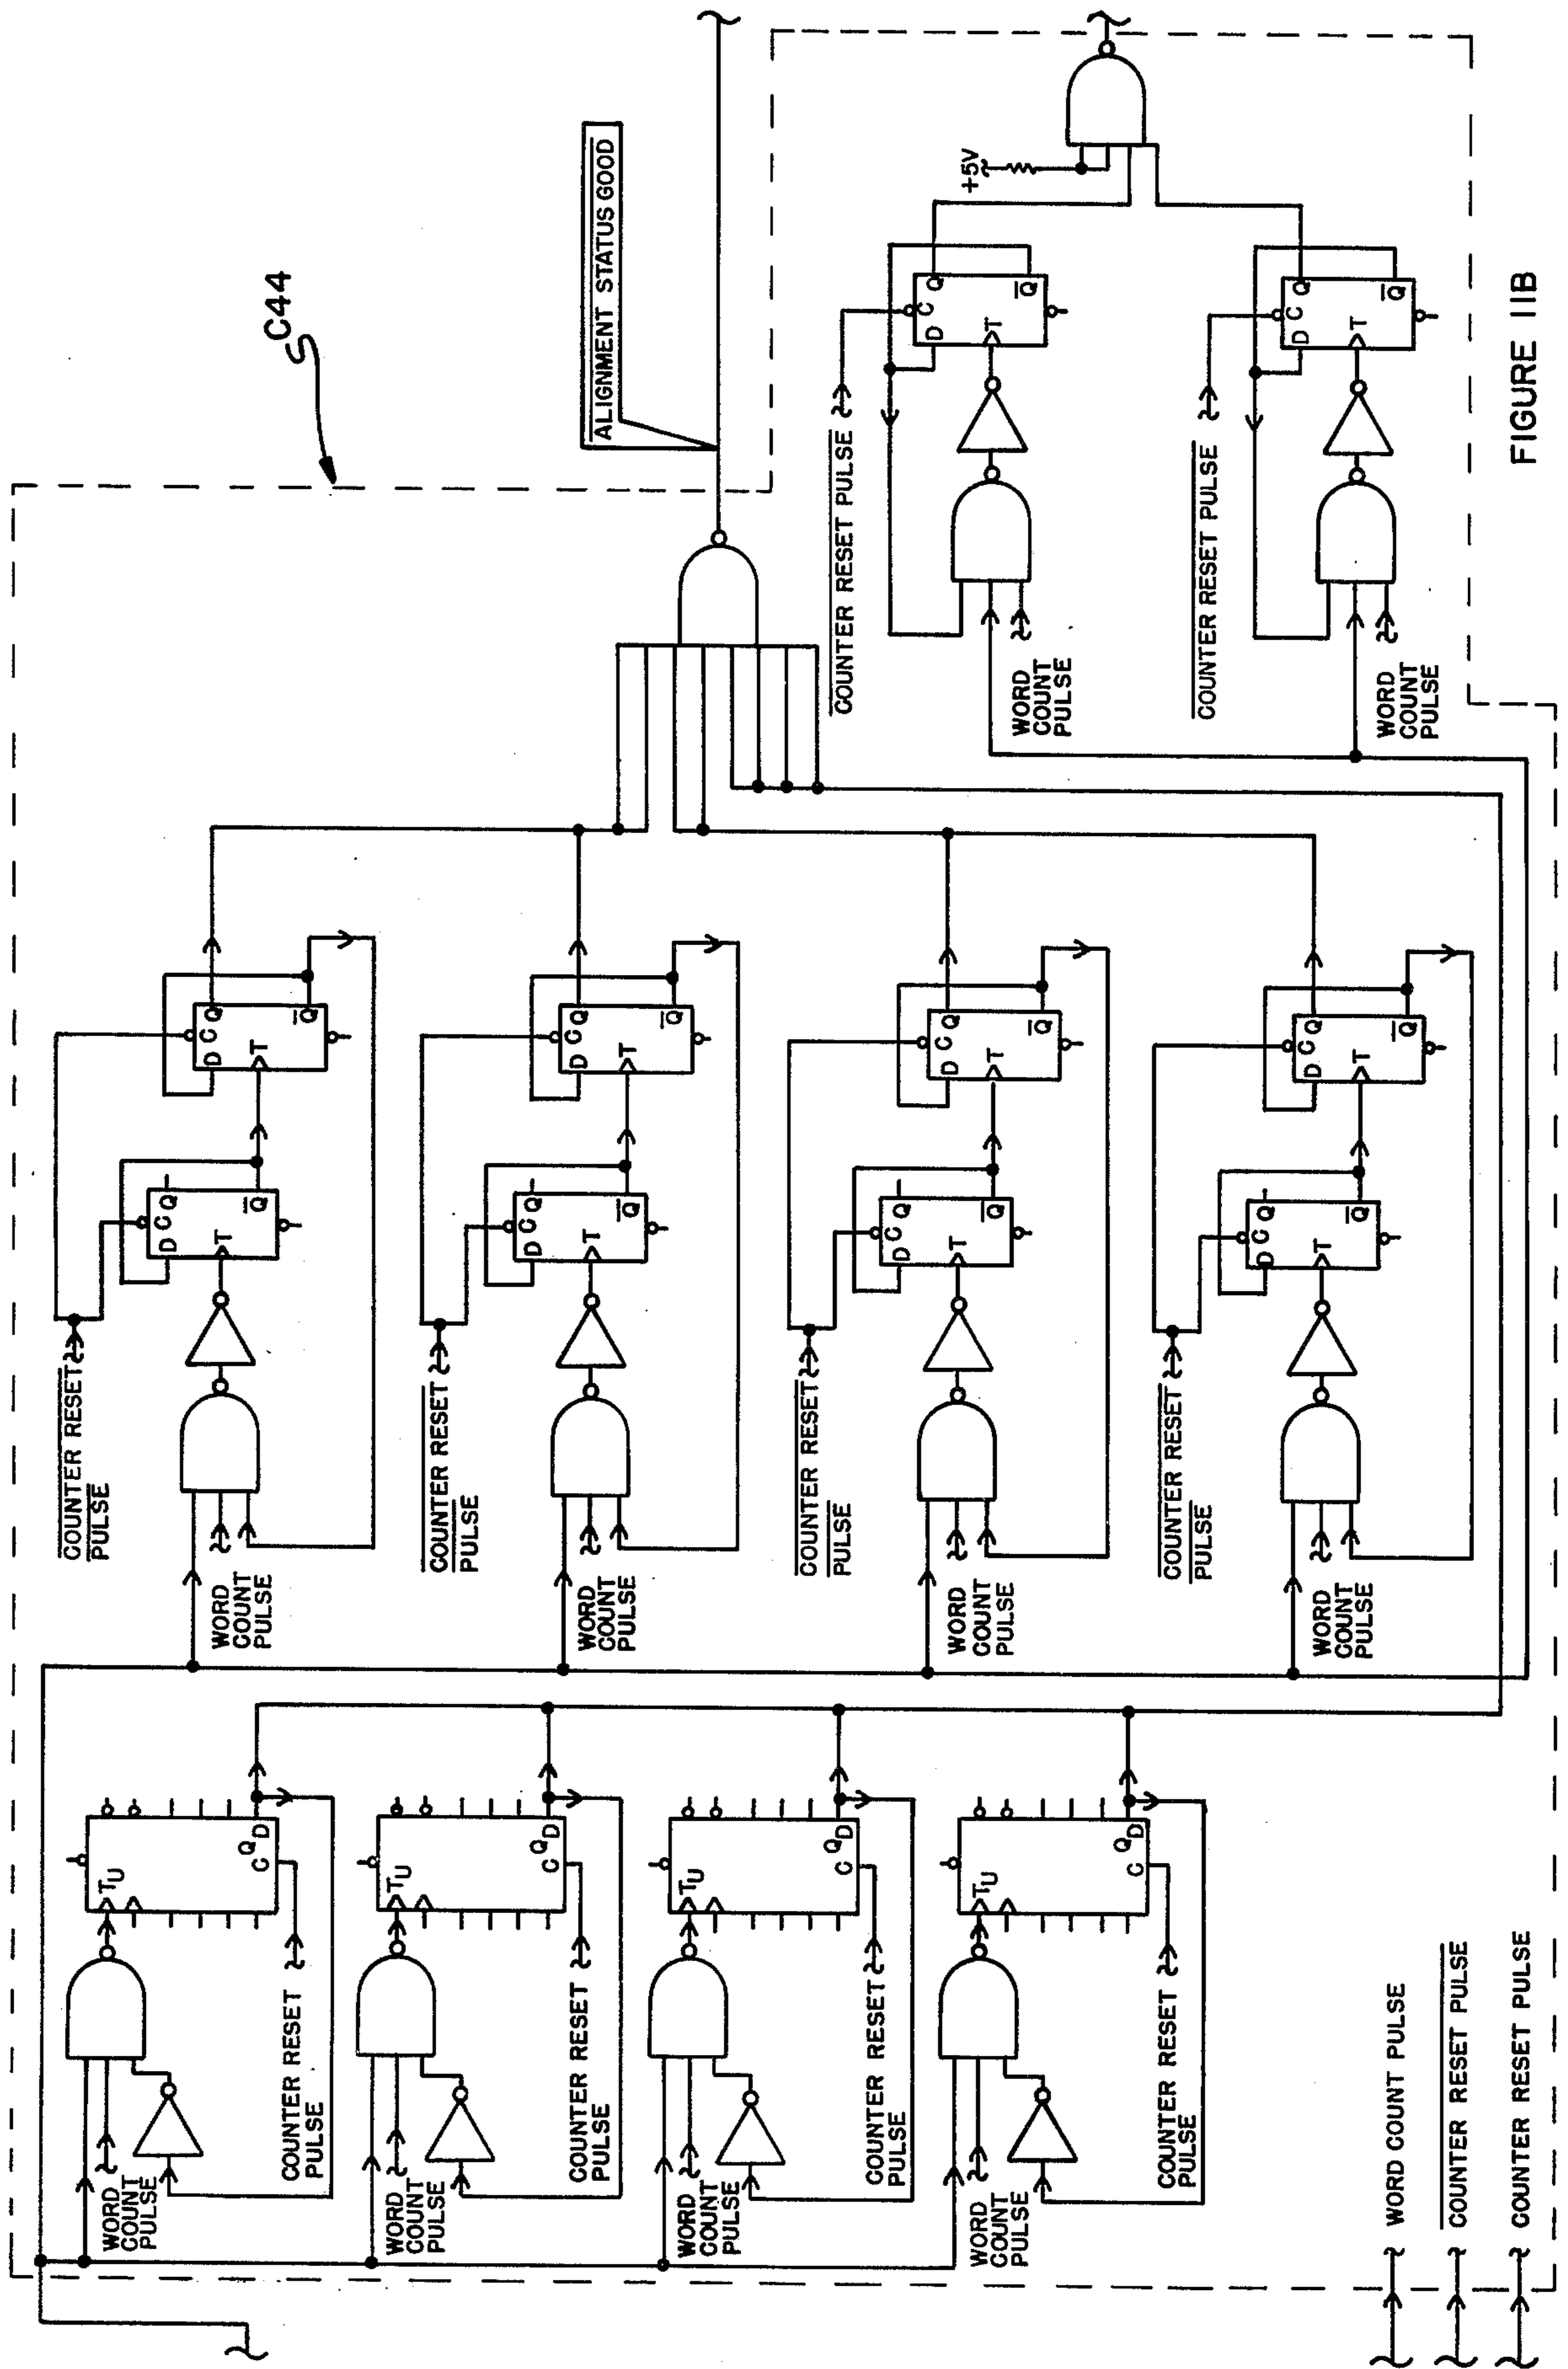 C44
ALIGNMENT STATUS GOOD
WORD
COUNT
PULSE
T U
C
Q D
COUNTER RESET
PULSE
COUNTER RESET
PULSE
WORD
COUNT
PULSE
D C Q
T Q̅
D C Q
T Q̅
WORD
COUNT
PULSE
T U
C
Q D
COUNTER RESET
PULSE
COUNTER RESET
PULSE
WORD
COUNT
PULSE
D C Q
T Q̅
D C Q
T Q̅
WORD
COUNT
PULSE
T U
C
Q D
COUNTER RESET
PULSE
COUNTER RESET
PULSE
WORD
COUNT
PULSE
D C Q
T Q̅
D C Q
T Q̅
COUNTER RESET PULSE
WORD
COUNT
PULSE
D C Q
T Q̅
+5V
WORD
COUNT
PULSE
T U
C
Q D
COUNTER RESET
PULSE
COUNTER RESET
PULSE
WORD
COUNT
PULSE
D C Q
T Q̅
D C Q
T Q̅
COUNTER RESET PULSE
WORD
COUNT
PULSE
D C Q
T Q̅
WORD COUNT PULSE
COUNTER RESET PULSE
COUNTER RESET PULSE
FIGURE 11B